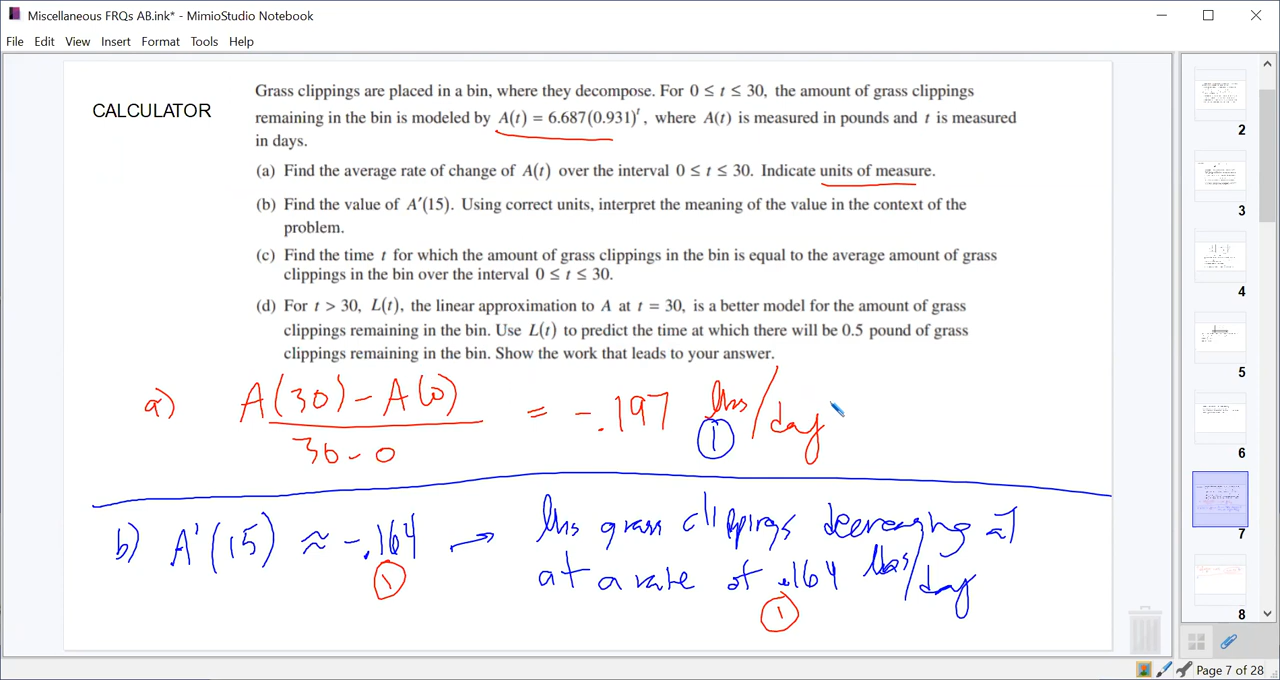 Miscellaneous FRQs AB.ink* - MimioStudio Notebook
File Edit View Insert Format Tools Help
CALCULATOR
Grass clippings are placed in a bin, where they decompose. For 0 ≤ t ≤ 30, the amount of grass clippings
remaining in the bin is modeled by A(t) = 6.687(0.931)^t, where A(t) is measured in pounds and t is measured
in days.
(a) Find the average rate of change of A(t) over the interval 0 ≤ t ≤ 30. Indicate units of measure.
(b) Find the value of A′(15). Using correct units, interpret the meaning of the value in the context of the
problem.
(c) Find the time t for which the amount of grass clippings in the bin is equal to the average amount of grass
clippings in the bin over the interval 0 ≤ t ≤ 30.
(d) For t > 30, L(t), the linear approximation to A at t = 30, is a better model for the amount of grass
clippings remaining in the bin. Use L(t) to predict the time at which there will be 0.5 pound of grass
clippings remaining in the bin. Show the work that leads to your answer.
a) A(30) - A(0) / 30 - 0 = -.197 lbs/day
1
b) A'(15) ≈ -.164 → lbs grass clippings decreasing at
at a rate of .164 lbs/day
1
1
2
3
4
5
6
7
8
Page 7 of 28